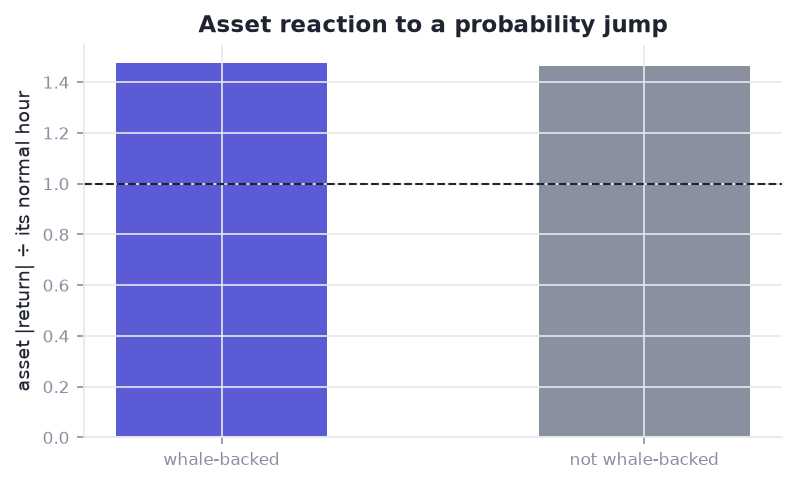 Asset reaction to a probability jump
asset |return| ÷ its normal hour
1.4
1.2
1.0
0.8
0.6
0.4
0.2
0.0
whale-backed
not whale-backed